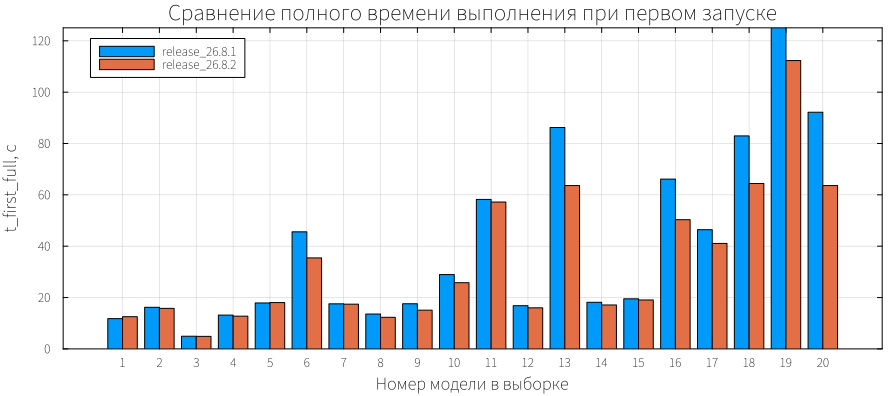 Сравнение полного времени выполнения при первом запуске
release_26.8.1
release_26.8.2
t_first_full, c
120
100
80
60
40
20
0
1 2 3 4 5 6 7 8 9 10 11 12 13 14 15 16 17 18 19 20
Номер модели в выборке